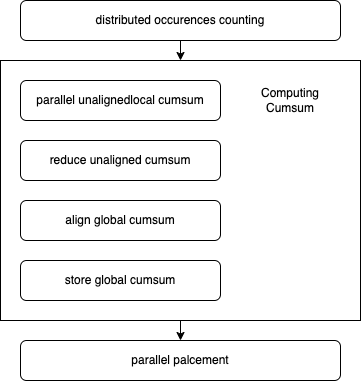 distributed occurences counting
Computing
Cumsum
parallel unalignedlocal cumsum
reduce unaligned cumsum
align global cumsum
store global cumsum
parallel palcement